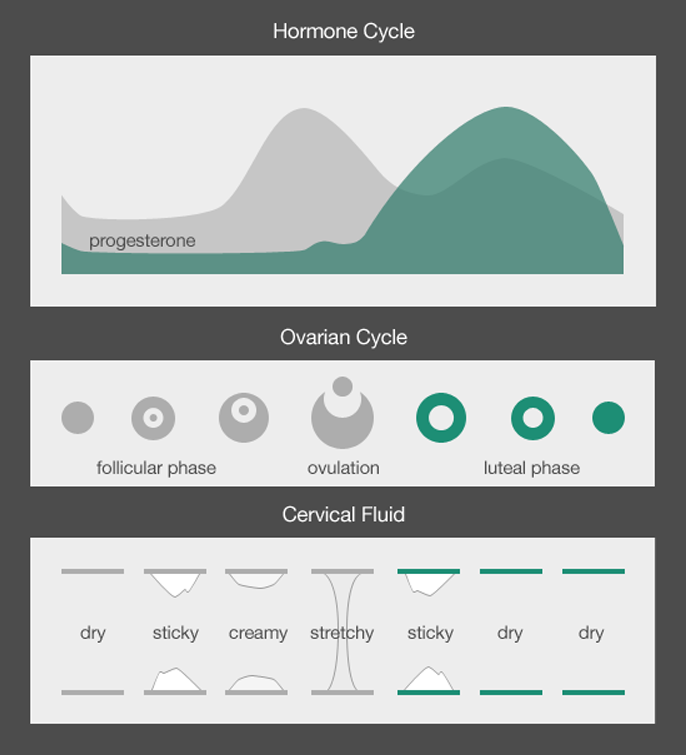 Hormone Cycle
progesterone
Ovarian Cycle
follicular phase ovulation luteal phase
Cervical Fluid
dry sticky creamy stretchy sticky dry dry